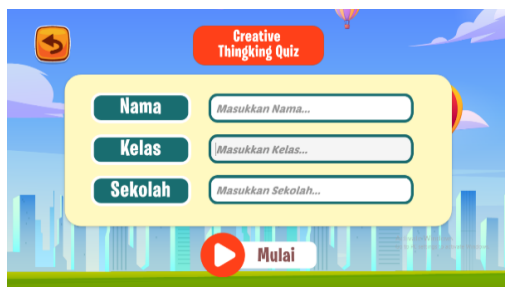 Creative
Thingking Quiz
Nama
Masukkan Nama...
Kelas
Masukkan Kelas...
Sekolah
Masukkan Sekolah...
Mulai